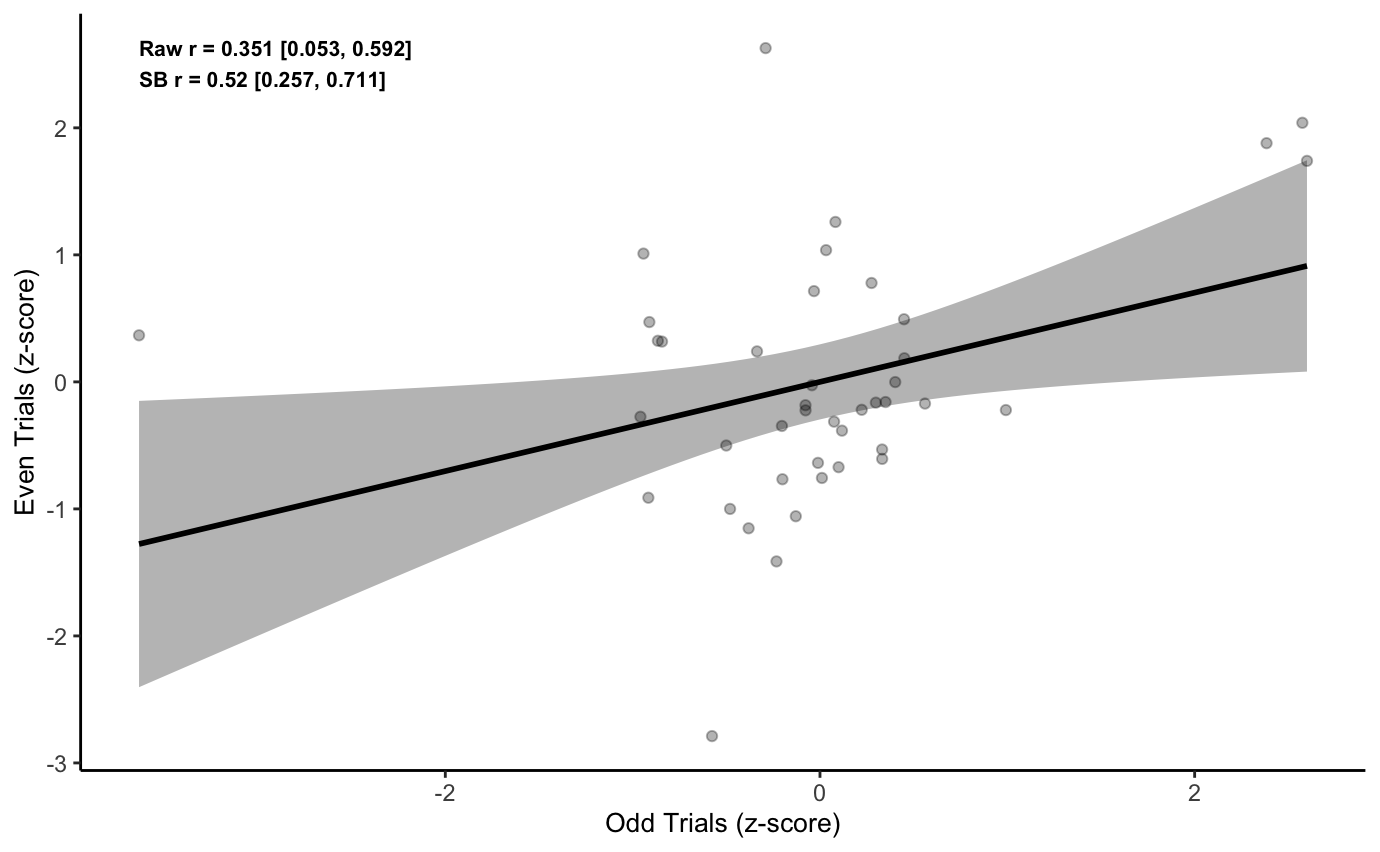 Raw r = 0.351 [0.053, 0.592]
SB r = 0.52 [0.257, 0.711]
2
1
0
-1
-2
-3
Even Trials (z-score)
-2
0
2
Odd Trials (z-score)